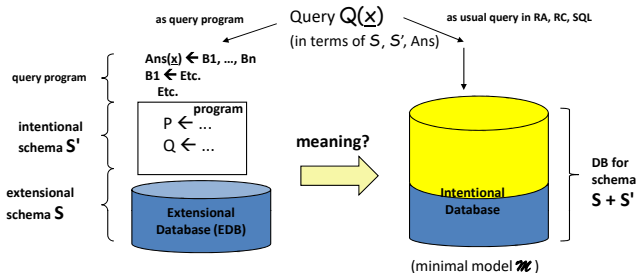 as query program
Query Q(x)
as usual query in RA, RC, SQL
(in terms of S, S', Ans)
Ans(x) ← B1, …, Bn
B1 ← Etc.
Etc.
query program
program
P ← ...
Q ← ...
intentional
schema S'
meaning?
extensional
schema S
Extensional
Database (EDB)
Intentional
Database
DB for
schema
S + S'
(minimal model M )